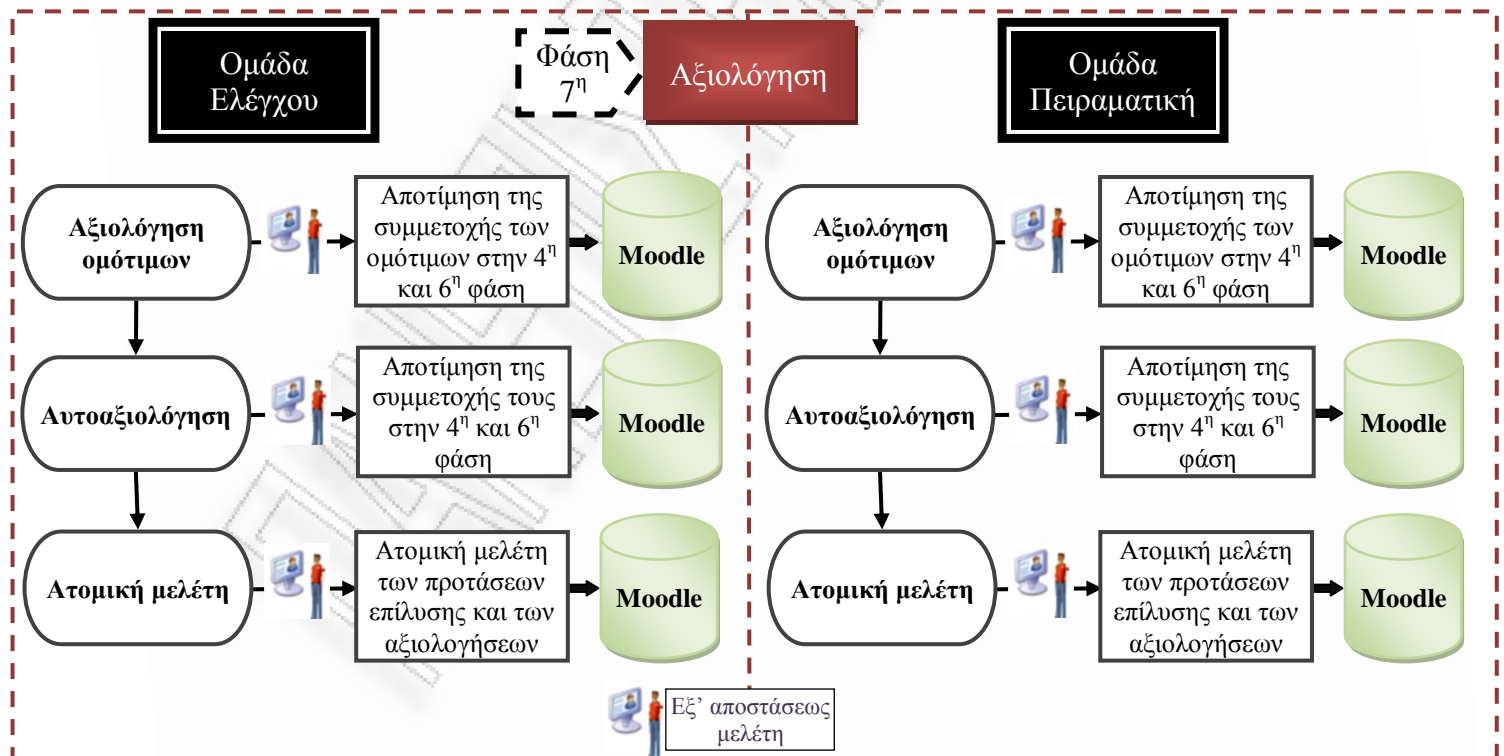 Ομάδα
Ελέγχου
Φάση
7η
Αξιολόγηση
Ομάδα
Πειραματική
Αξιολόγηση
ομότιμων
Αποτίμηση της
συμμετοχής των
ομότιμων στην 4η
και 6η φάση
Moodle
Αξιολόγηση
ομότιμων
Αποτίμηση της
συμμετοχής των
ομότιμων στην 4η
και 6η φάση
Moodle
Αυτοαξιολόγηση
Αποτίμηση της
συμμετοχής τους
στην 4η και 6η
φάση
Moodle
Αυτοαξιολόγηση
Αποτίμηση της
συμμετοχής τους
στην 4η και 6η
φάση
Moodle
Ατομική μελέτη
Ατομική μελέτη
των προτάσεων
επίλυσης και των
αξιολογήσεων
Moodle
Ατομική μελέτη
Ατομική μελέτη
των προτάσεων
επίλυσης και των
αξιολογήσεων
Moodle
Εξ’ αποστάσεως
μελέτη